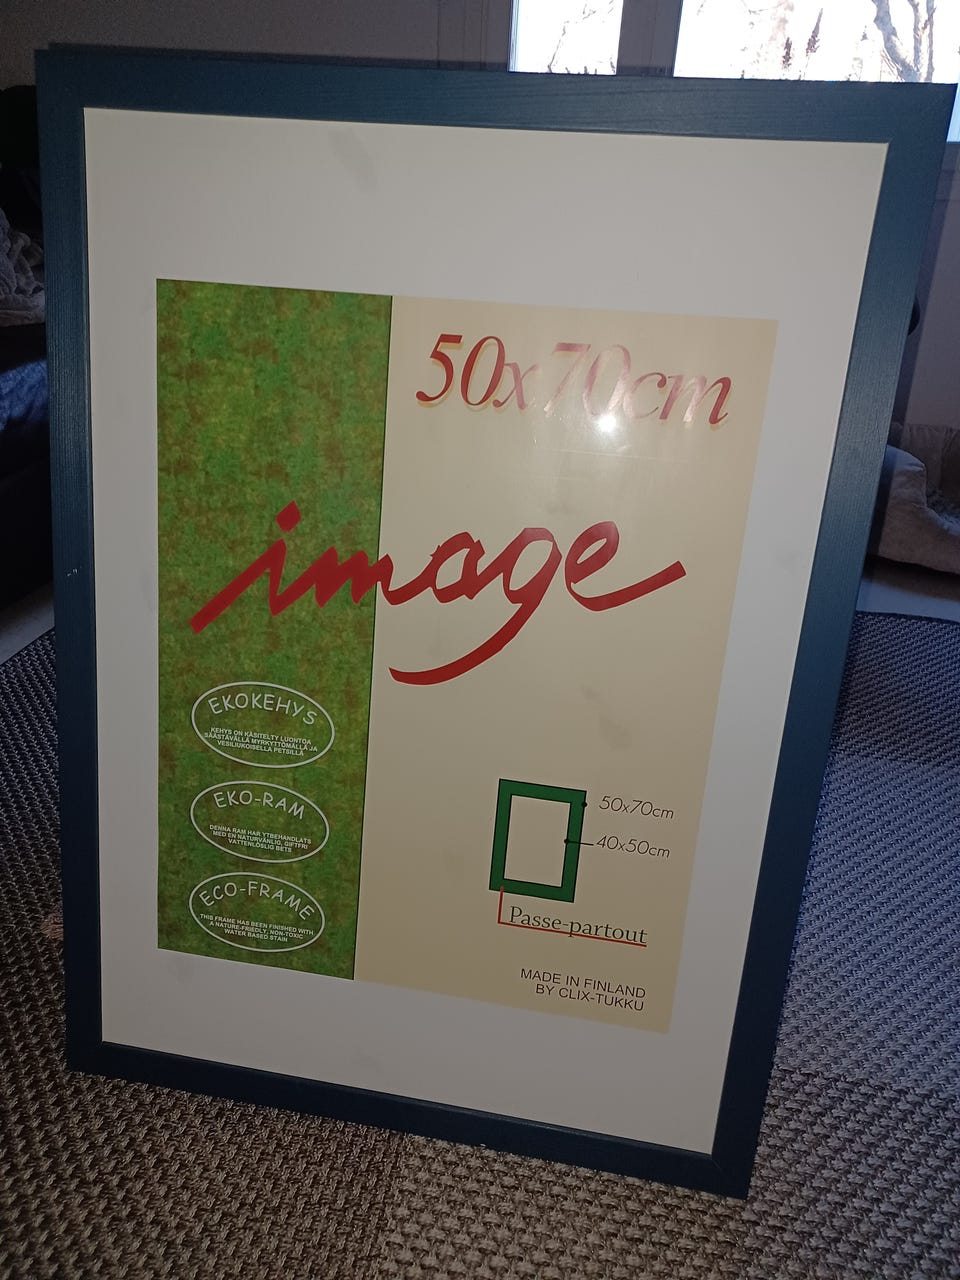 50x70cm
image
EKOKEHYS
KEHYS ON KÄSITELTY LUONTOA
SÄÄSTÄVÄLLÄ MYRKYTTÖMÄLLÄ JA
VESILIUKOISELLA PETSILLÄ
EKO-RAM
DENNA RAM HAR YTBEHANDLATS
MED EN NATURVÄNLIG, GIFTFRI
VATTENLÖSLIG BETS
ECO-FRAME
THIS FRAME HAS BEEN FINISHED WITH
A NATURE-FRIEDLY, NON-TOXIC
WATER BASED STAIN
50x70cm
40x50cm
Passe-partout
MADE IN FINLAND
BY CLIX-TUKKU